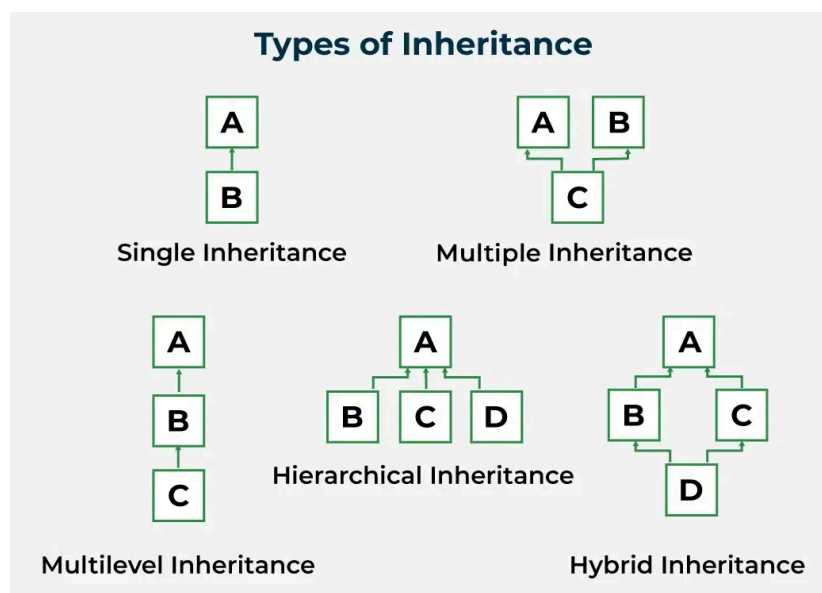 Types of Inheritance
A
B
Single Inheritance
A B
C
Multiple Inheritance
A
B
C
Multilevel Inheritance
A
B C D
Hierarchical Inheritance
A
B C
D
Hybrid Inheritance